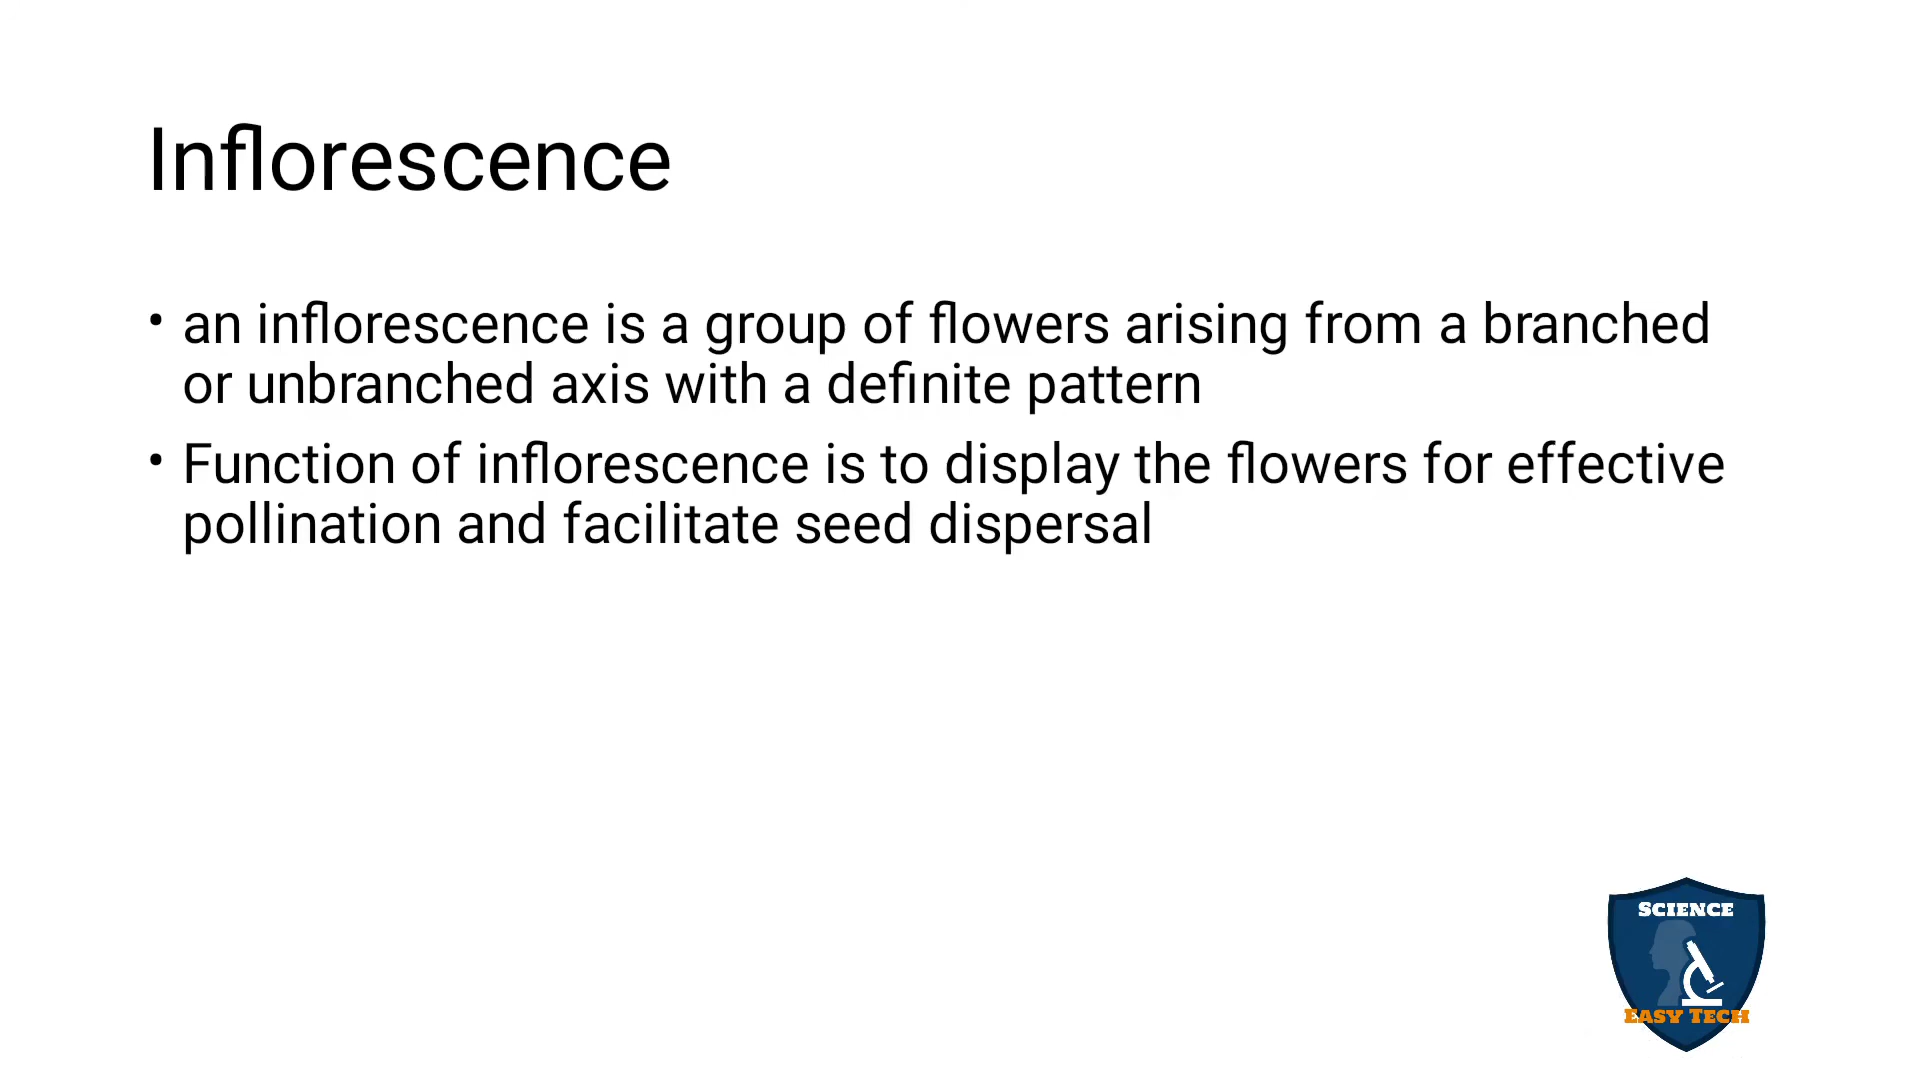 Inflorescence
• an inflorescence is a group of flowers arising from a branched
or unbranched axis with a definite pattern
• Function of inflorescence is to display the flowers for effective
pollination and facilitate seed dispersal
SCIENCE
EASY TECH